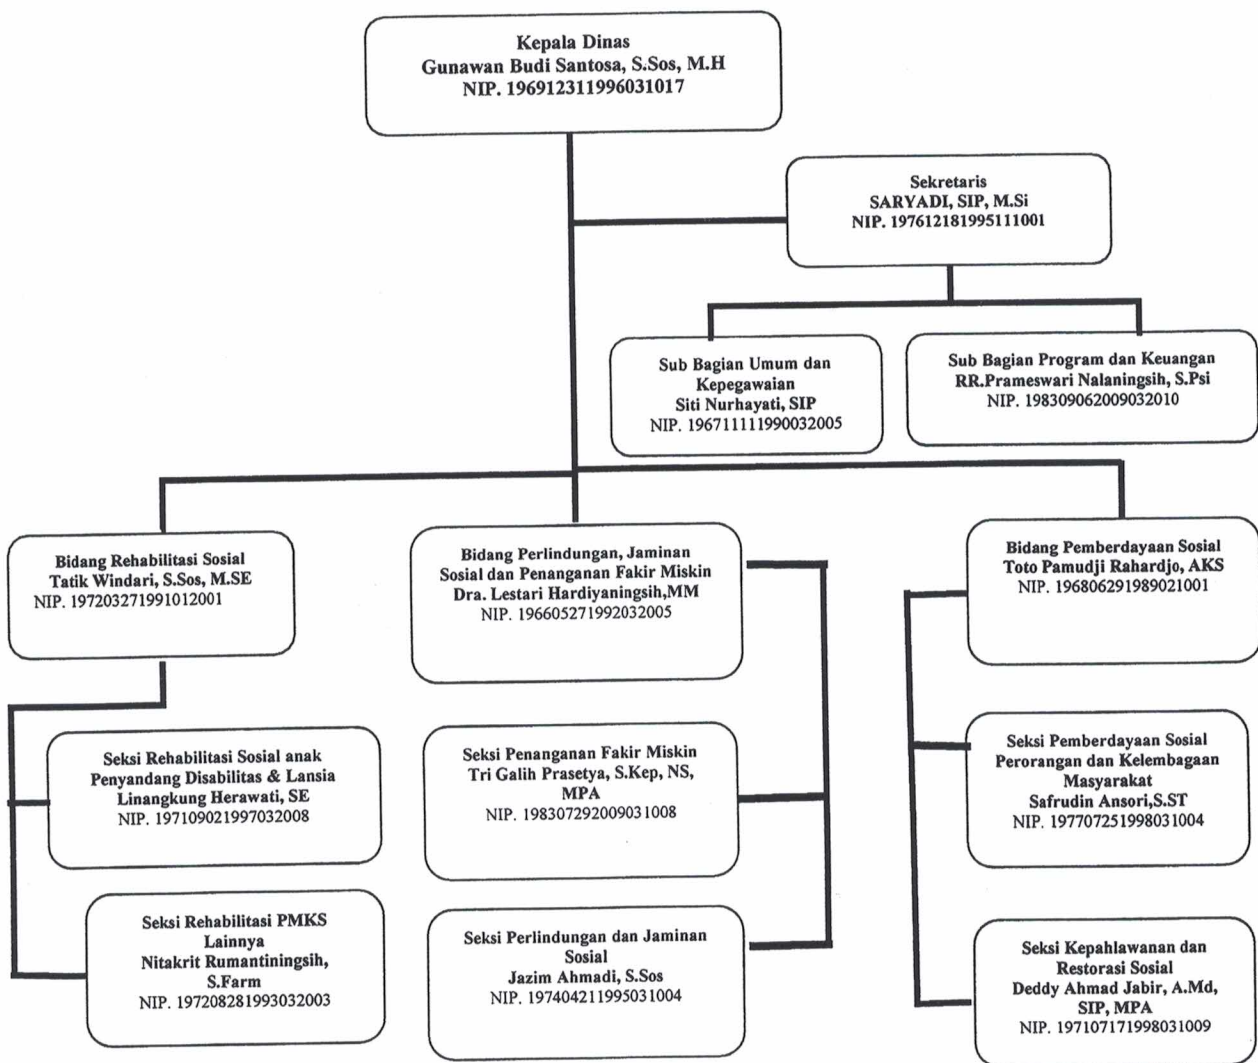 Kepala Dinas
Gunawan Budi Santosa, S.Sos, M.H
NIP. 196912311996031017
Sekretaris
SARYADI, SIP, M.Si
NIP. 197612181995111001
Sub Bagian Umum dan
Kepegawaian
Siti Nurhayati, SIP
NIP. 196711111990032005
Sub Bagian Program dan Keuangan
RR.Prameswari Nalaningsih, S.Psi
NIP. 198309062009032010
Bidang Rehabilitasi Sosial
Tatik Windari, S.Sos, M.SE
NIP. 197203271991012001
Bidang Perlindungan, Jaminan
Sosial dan Penanganan Fakir Miskin
Dra. Lestari Hardiyaningsih,MM
NIP. 196605271992032005
Bidang Pemberdayaan Sosial
Toto Pamudji Rahardjo, AKS
NIP. 196806291989021001
Seksi Rehabilitasi Sosial anak
Penyandang Disabilitas & Lansia
Linangkung Herawati, SE
NIP. 197109021997032008
Seksi Penanganan Fakir Miskin
Tri Galih Prasetya, S.Kep, NS,
MPA
NIP. 198307292009031008
Seksi Pemberdayaan Sosial
Perorangan dan Kelembagaan
Masyarakat
Safrudin Ansori,S.ST
NIP. 197707251998031004
Seksi Rehabilitasi PMKS
Lainnya
Nitakrit Rumantiningsih,
S.Farm
NIP. 197208281993032003
Seksi Perlindungan dan Jaminan
Sosial
Jazim Ahmadi, S.Sos
NIP. 197404211995031004
Seksi Kepahlawanan dan
Restorasi Sosial
Deddy Ahmad Jabir, A.Md,
SIP, MPA
NIP. 197107171998031009